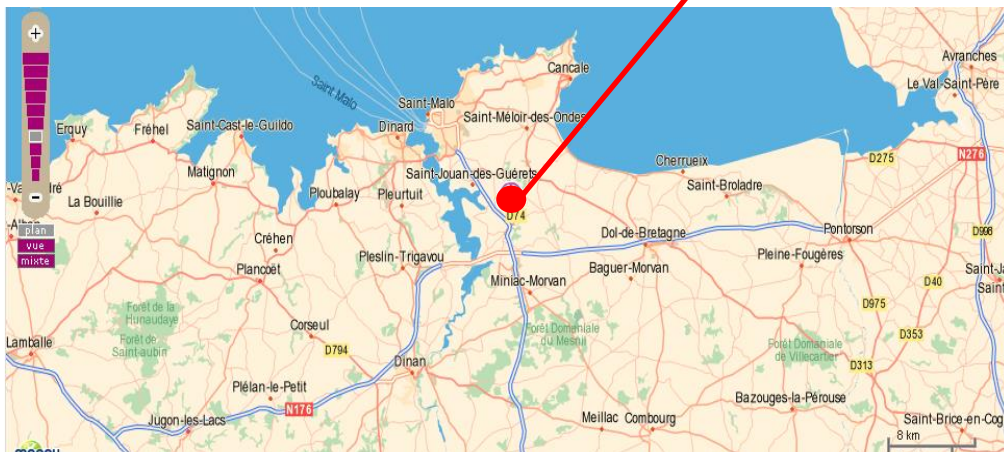 +
Avranches
Cancale
Le Val-Saint-Père
Saint Malo
Saint-Malo
Saint-Méloir-des-Ondes
Erquy
Fréhel
Saint-Cast-le-Guildo
Dinard
D275
N276
Cherrueix
Matignon
Saint-Jouan-des-Guérets
Saint-Broladre
La Bouillie
Ploubalay
Pleurtuit
D74
-
plan
Créhen
Dol-de-Bretagne
Pontorson
D998
vue
Pleslin-Trigavou
Pleine-Fougères
mixte
Plancoët
Baguer-Morvan
Miniac-Morvan
D40
Forêt de la
Hunaudaye
D975
Corseul
Forêt Domaniale
du Mesnil
D353
Lamballe
Forêt de
Saint-aubin
D794
Forêt Domaniale
de Villecartier
Dinan
D313
Plélan-le-Petit
Bazouges-la-Pérouse
N176
Jugon-les-Lacs
Meillac
Combourg
Saint-Brice-en-Cog
8 km